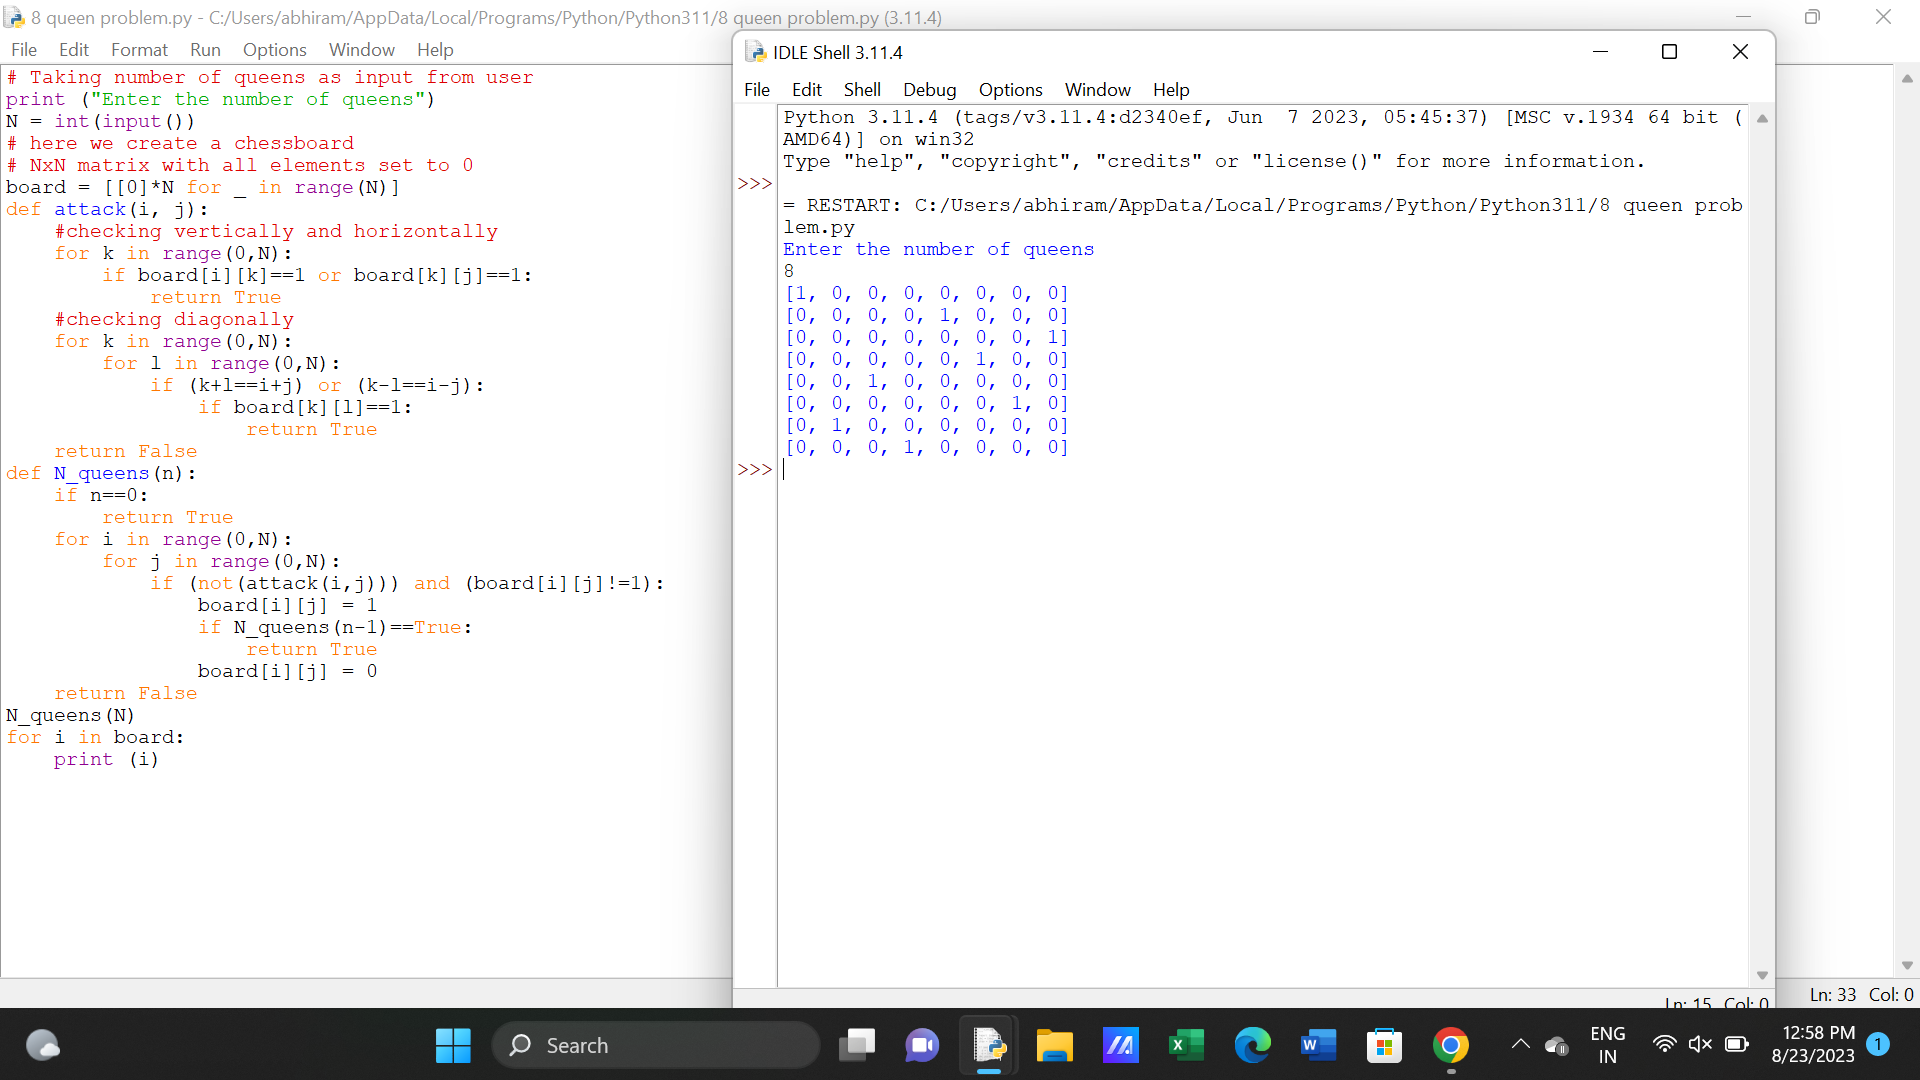 8 queen problem.py - C:/Users/abhiram/AppData/Local/Programs/Python/Python311/8 queen problem.py (3.11.4)
File Edit Format Run Options Window Help
# Taking number of queens as input from user
print ("Enter the number of queens")
N = int(input())
# here we create a chessboard
# NxN matrix with all elements set to 0
board = [[0]*N for _ in range(N)]
def attack(i, j):
    #checking vertically and horizontally
    for k in range(0,N):
        if board[i][k]==1 or board[k][j]==1:
            return True
    #checking diagonally
    for k in range(0,N):
        for l in range(0,N):
            if (k+l==i+j) or (k-l==i-j):
                if board[k][l]==1:
                    return True
    return False
def N_queens(n):
    if n==0:
        return True
    for i in range(0,N):
        for j in range(0,N):
            if (not(attack(i,j))) and (board[i][j]!=1):
                board[i][j] = 1
                if N_queens(n-1)==True:
                    return True
                board[i][j] = 0
    return False
N_queens(N)
for i in board:
    print (i)
Ln: 33 Col: 0
IDLE Shell 3.11.4
File Edit Shell Debug Options Window Help
Python 3.11.4 (tags/v3.11.4:d2340ef, Jun  7 2023, 05:45:37) [MSC v.1934 64 bit (
AMD64)] on win32
Type "help", "copyright", "credits" or "license()" for more information.
>>>
= RESTART: C:/Users/abhiram/AppData/Local/Programs/Python/Python311/8 queen prob
lem.py
Enter the number of queens
8
[1, 0, 0, 0, 0, 0, 0, 0]
[0, 0, 0, 0, 1, 0, 0, 0]
[0, 0, 0, 0, 0, 0, 0, 1]
[0, 0, 0, 0, 0, 1, 0, 0]
[0, 0, 1, 0, 0, 0, 0, 0]
[0, 0, 0, 0, 0, 0, 1, 0]
[0, 1, 0, 0, 0, 0, 0, 0]
[0, 0, 0, 1, 0, 0, 0, 0]
>>>
Ln: 15 Col: 0
Search
ENG
IN
12:58 PM
8/23/2023
1